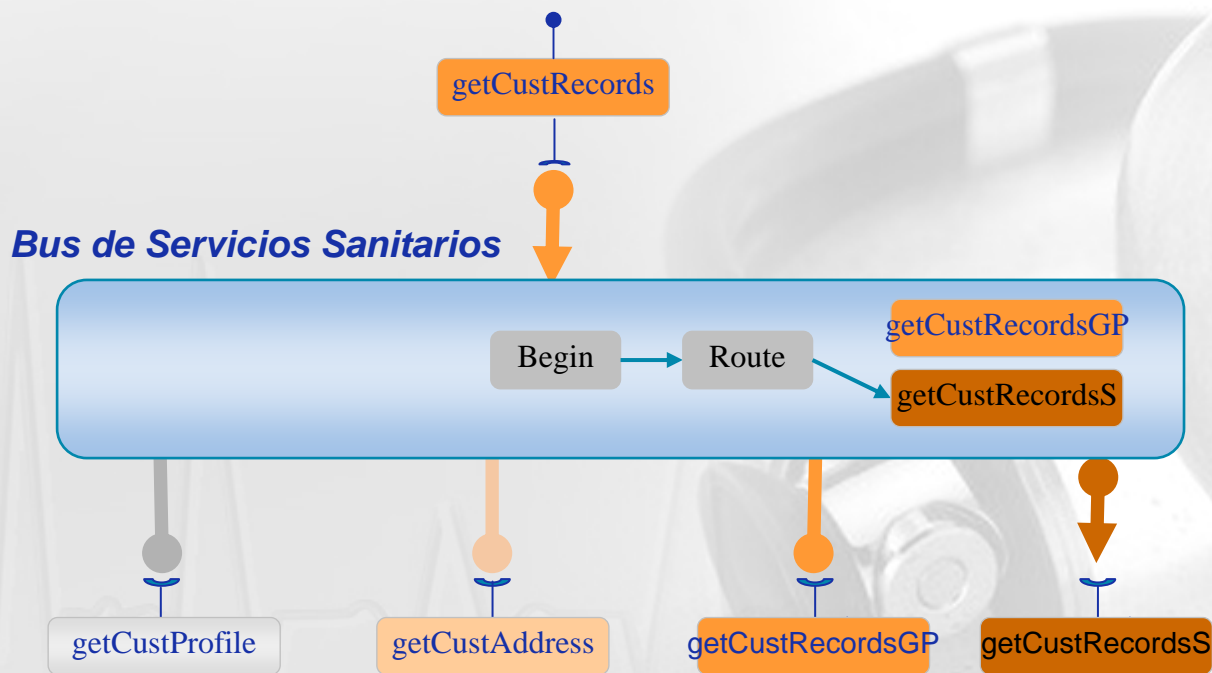 getCustRecords
Bus de Servicios Sanitarios
getCustRecordsGP
Begin
Route
getCustRecordsS
getCustProfile
getCustAddress
getCustRecordsGP
getCustRecordsS